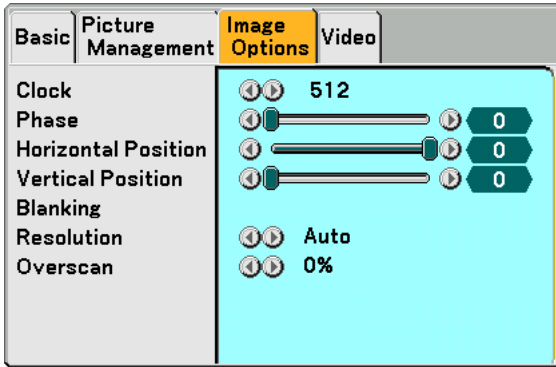 Basic
Picture
Management
Image
Options
Video
Clock 512
Phase 0
Horizontal Position 0
Vertical Position 0
Blanking
Resolution Auto
Overscan 0%